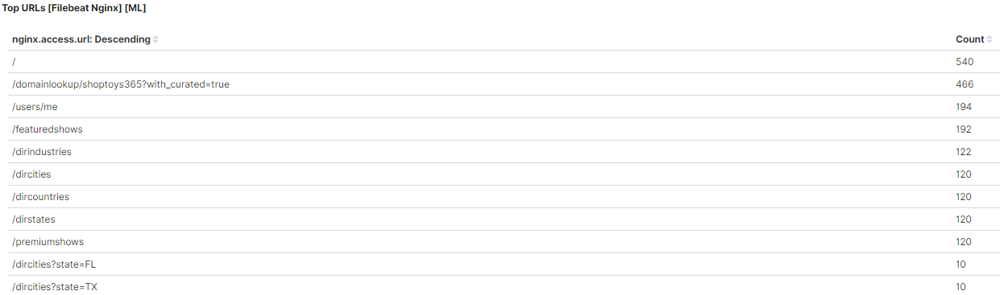 Top URLs [Filebeat Nginx] [ML]
nginx.access.url: Descending Count
/ 540
/domainlookup/shoptoys365?with_curated=true 466
/users/me 194
/featuredshows 192
/dirindustries 122
/dircities 120
/dircountries 120
/dirstates 120
/premiumshows 120
/dircities?state=FL 10
/dircities?state=TX 10